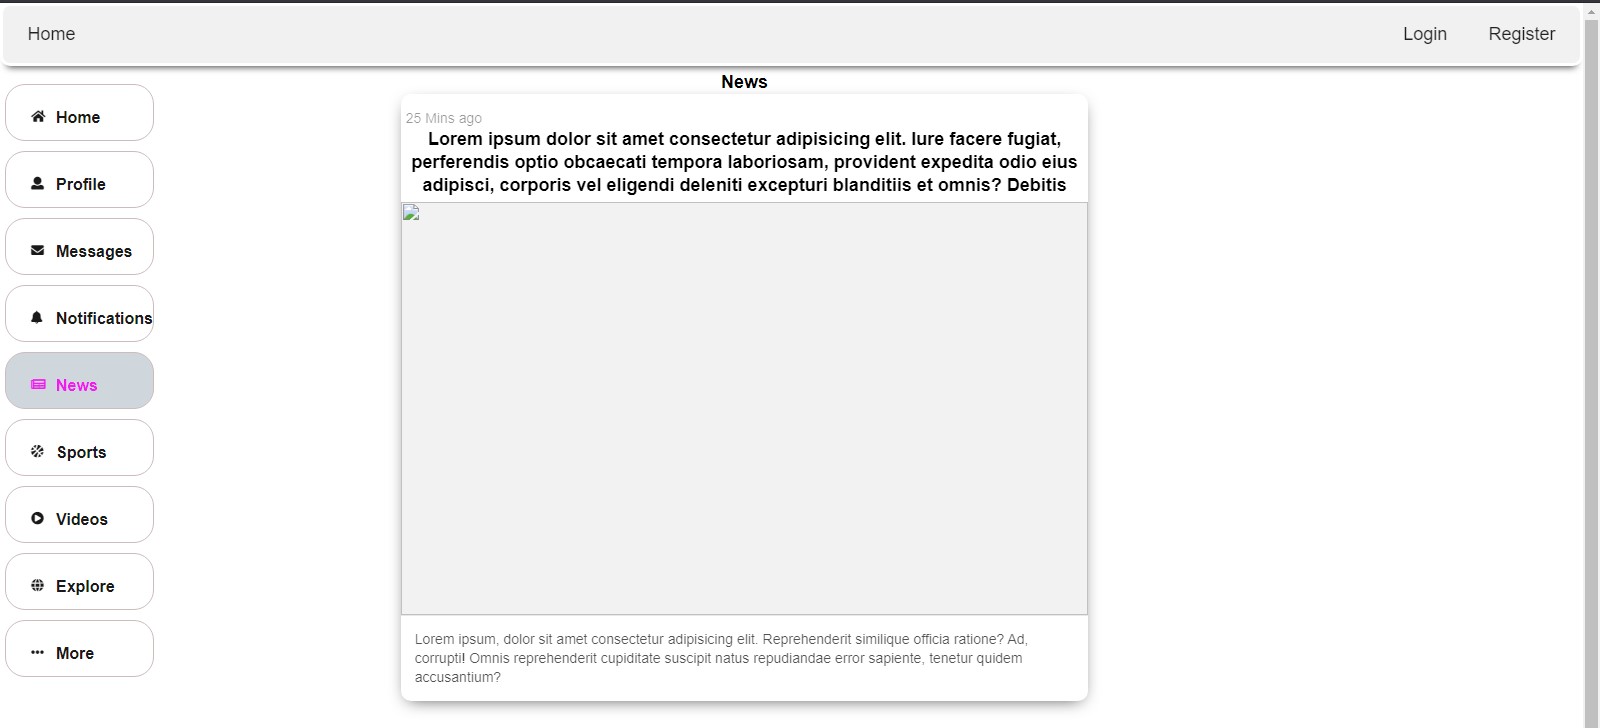 Home
Login
Register
Home
Profile
Messages
Notifications
News
Sports
Videos
Explore
More
News
25 Mins ago
Lorem ipsum dolor sit amet consectetur adipisicing elit. Iure facere fugiat,
perferendis optio obcaecati tempora laboriosam, provident expedita odio eius
adipisci, corporis vel eligendi deleniti excepturi blanditiis et omnis? Debitis
Lorem ipsum, dolor sit amet consectetur adipisicing elit. Reprehenderit similique officia ratione? Ad,
corrupti! Omnis reprehenderit cupiditate suscipit natus repudiandae error sapiente, tenetur quidem
accusantium?